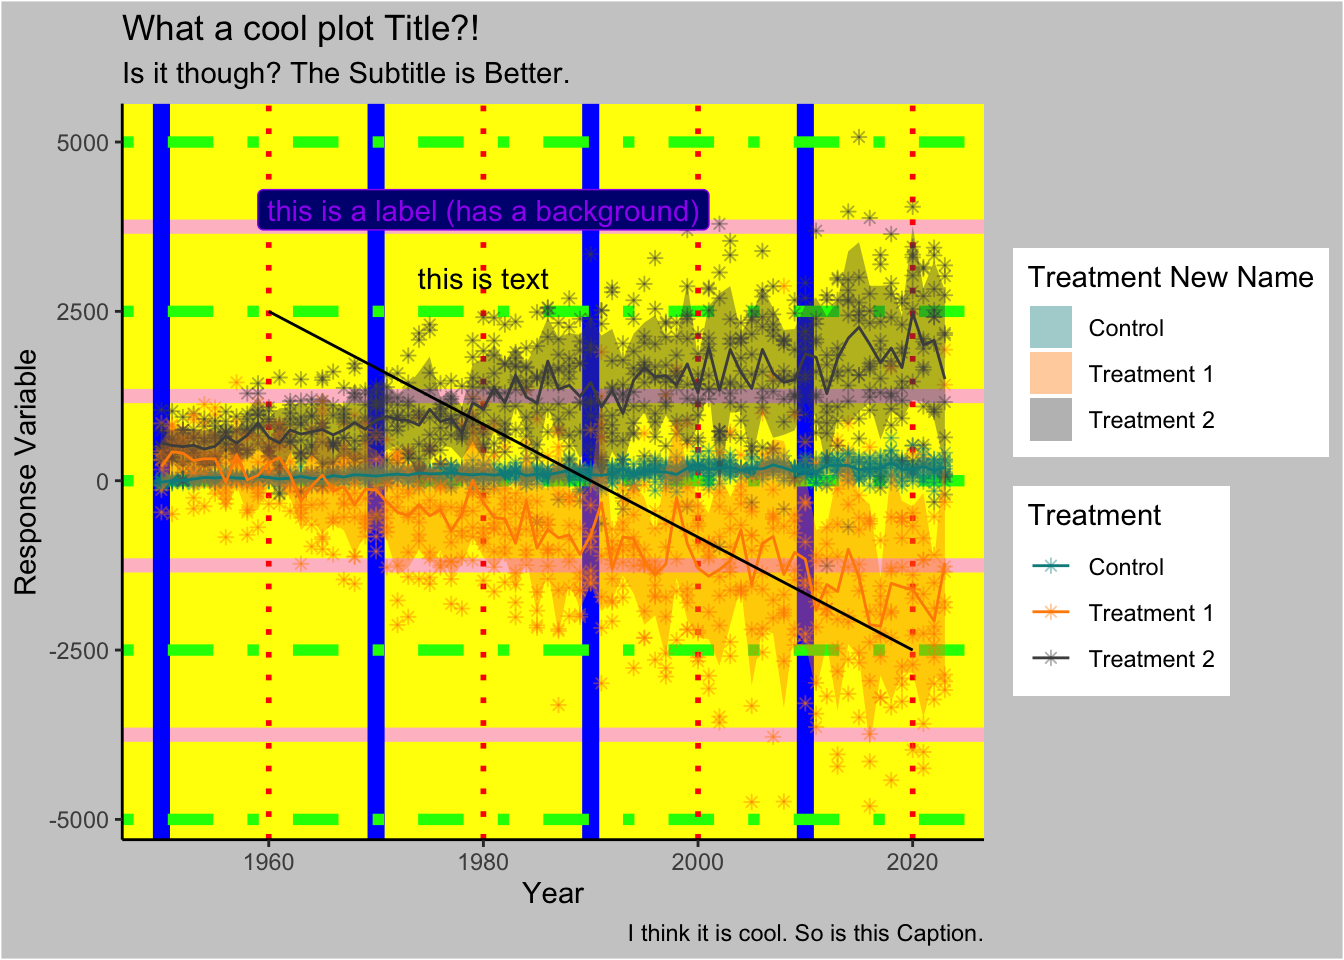 What a cool plot Title?!
Is it though? The Subtitle is Better.
5000
this is a label (has a background)
this is text
2500
Response Variable
0
-2500
-5000
1960 1980 2000 2020
Year
I think it is cool. So is this Caption.
Treatment New Name
Control
Treatment 1
Treatment 2
Treatment
Control
Treatment 1
Treatment 2